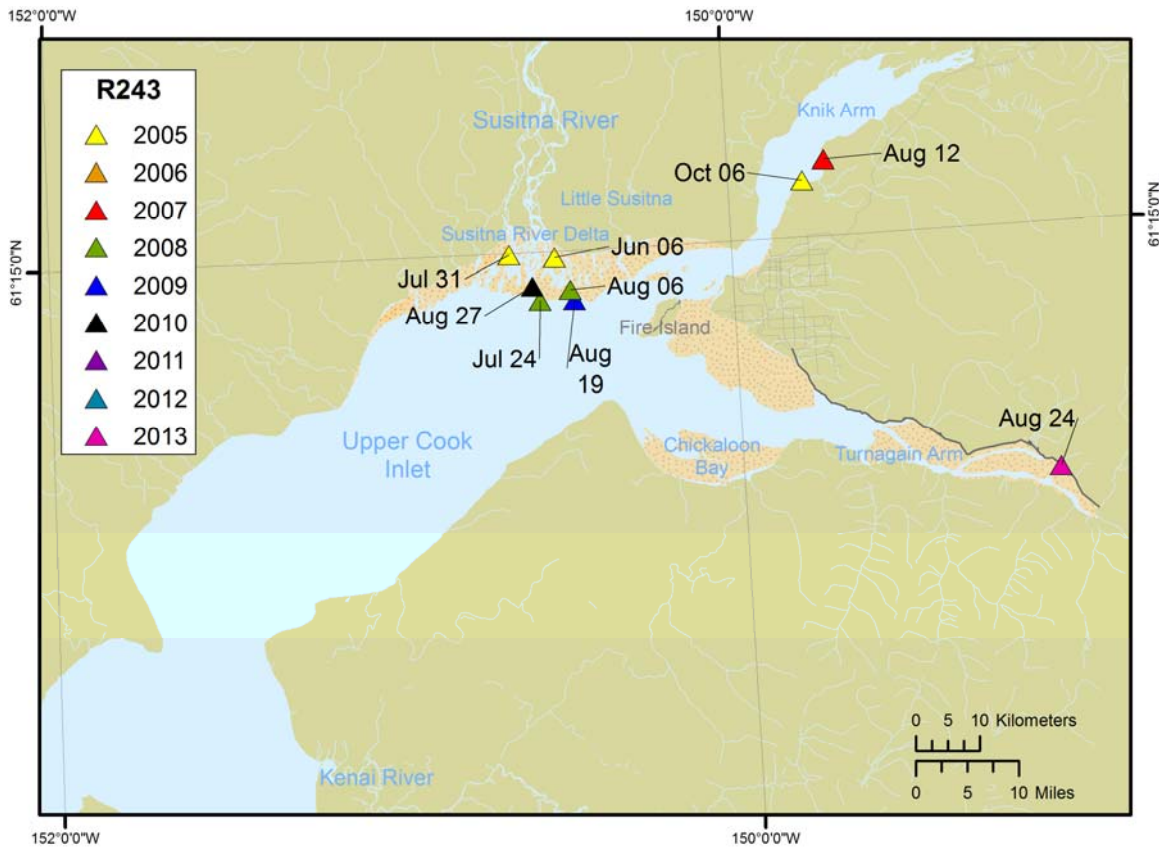 152°0'0"W
150°0'0"W
R243
2005
2006
2007
2008
2009
2010
2011
2012
2013
Knik Arm
Susitna River
Aug 12
Oct 06
Little Susitna
61°15'0"N
Susitna River Delta
Jun 06
61°15'0"N
Jul 31
Aug 06
Aug 27
Fire Island
Jul 24
Aug
19
Aug 24
Upper Cook
Inlet
Chickaloon
Bay
Turnagain Arm
0 5 10 Kilometers
0 5 10 Miles
Kenai River
152°0'0"W
150°0'0"W